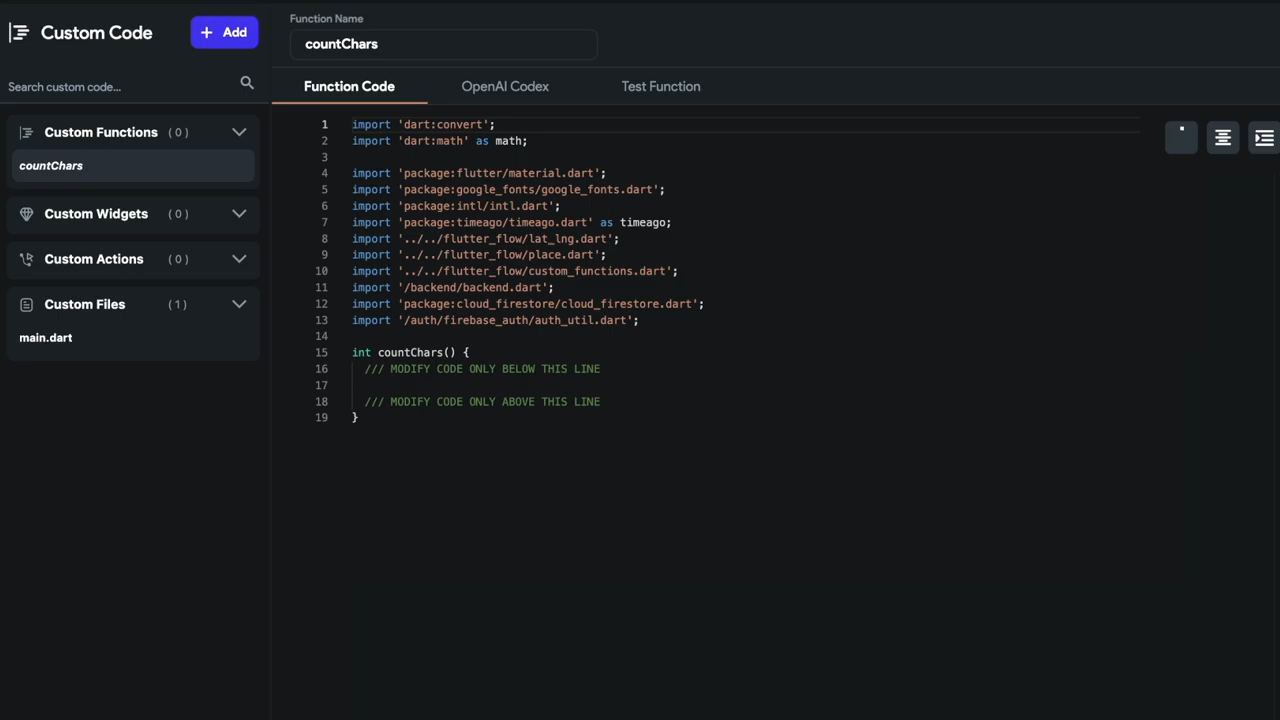 Custom Code
Add
Search custom code...
Custom Functions (0)
countChars
Custom Widgets (0)
Custom Actions (0)
Custom Files (1)
main.dart
Function Name
countChars
Function Code
OpenAI Codex
Test Function
1 import 'dart:convert';
2 import 'dart:math' as math;
3
4 import 'package:flutter/material.dart';
5 import 'package:google_fonts/google_fonts.dart';
6 import 'package:intl/intl.dart';
7 import 'package:timeago/timeago.dart' as timeago;
8 import '../../flutter_flow/lat_lng.dart';
9 import '../../flutter_flow/place.dart';
10 import '../../flutter_flow/custom_functions.dart';
11 import '/backend/backend.dart';
12 import 'package:cloud_firestore/cloud_firestore.dart';
13 import '/auth/firebase_auth/auth_util.dart';
14
15 int countChars() {
16 /// MODIFY CODE ONLY BELOW THIS LINE
17
18 /// MODIFY CODE ONLY ABOVE THIS LINE
19 }